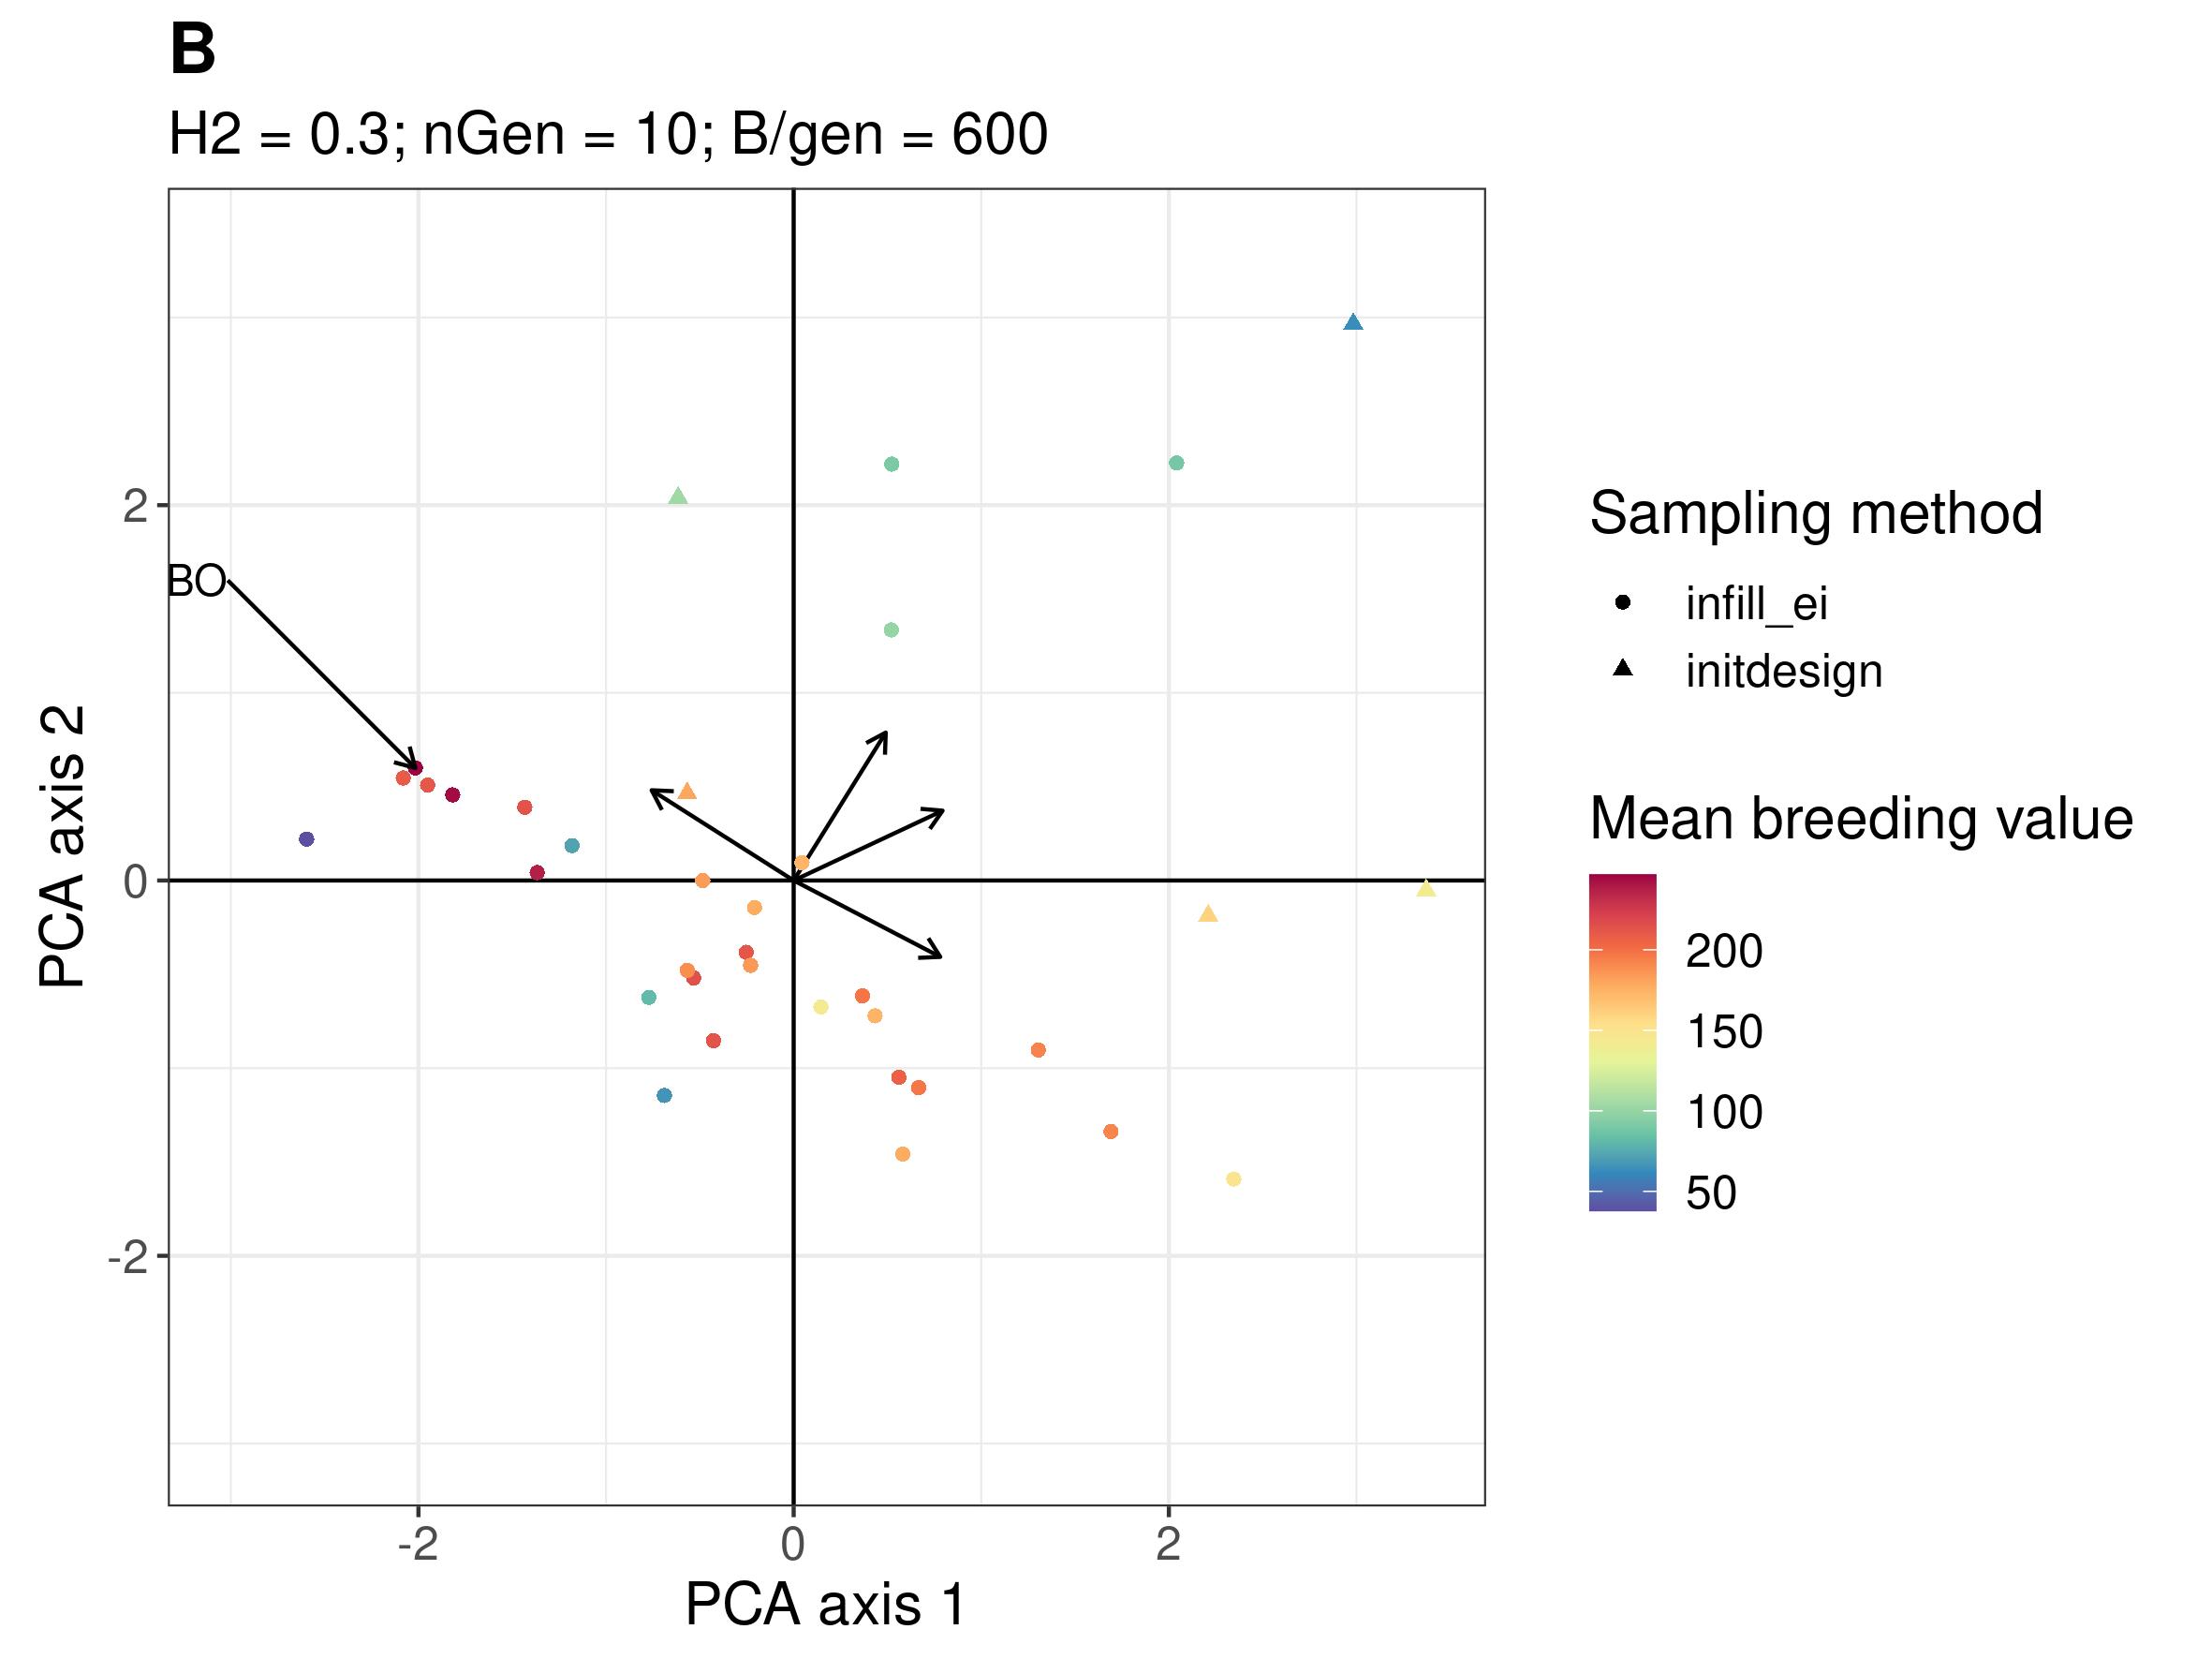 B
H2 = 0.3; nGen = 10; B/gen = 600
PCA axis 2
2
0
-2
BO
-2
0
2
PCA axis 1
Sampling method
infill_ei
initdesign
Mean breeding value
200
150
100
50